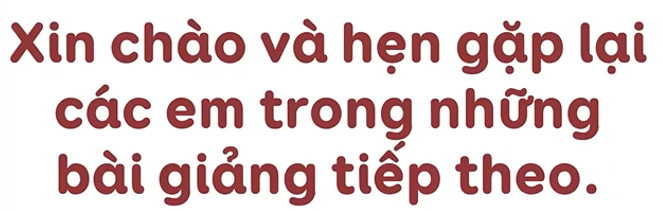 Xin chào và hẹn gặp lại
các em trong những
bài giảng tiếp theo.